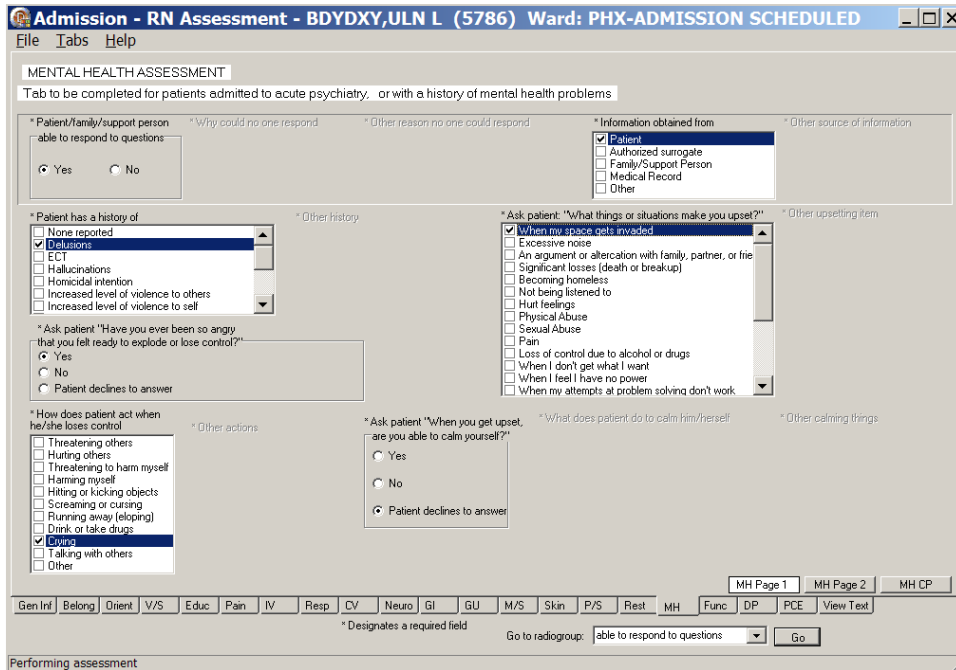 Admission - RN Assessment - BDYDXY,ULN L (5786) Ward: PHX-ADMISSION SCHEDULED
File Tabs Help
MENTAL HEALTH ASSESSMENT
Tab to be completed for patients admitted to acute psychiatry, or with a history of mental health problems
* Patient/family/support person
able to respond to questions
Yes No
* Why could no one respond
* Other reason no one could respond
* Information obtained from
Patient
Authorized surrogate
Family/Support Person
Medical Record
Other
* Other source of information
* Patient has a history of
None reported
Delusions
ECT
Hallucinations
Homicidal intention
Increased level of violence to others
Increased level of violence to self
* Other history
* Ask patient: "What things or situations make you upset?"
When my space gets invaded
Excessive noise
An argument or altercation with family, partner, or frie
Significant losses (death or breakup)
Becoming homeless
Not being listened to
Hurt feelings
Physical Abuse
Sexual Abuse
Pain
Loss of control due to alcohol or drugs
When I don't get what I want
When I feel I have no power
When my attempts at problem solving don't work
* Other upsetting item
* Ask patient "Have you ever been so angry
that you felt ready to explode or lose control?"
Yes
No
Patient declines to answer
* How does patient act when
he/she loses control
Threatening others
Hurting others
Threatening to harm myself
Harming myself
Hitting or kicking objects
Screaming or cursing
Running away (eloping)
Drink or take drugs
Crying
Talking with others
Other
* Other actions
* Ask patient "When you get upset,
are you able to calm yourself?"
Yes
No
Patient declines to answer
* What does patient do to calm him/herself
* Other calming things
MH Page 1 MH Page 2 MH CP
Gen Inf Belong Orient V/S Educ Pain IV Resp CV Neuro GI GU M/S Skin P/S Rest MH Func DP PCE View Text
* Designates a required field
Go to radiogroup: able to respond to questions Go
Performing assessment